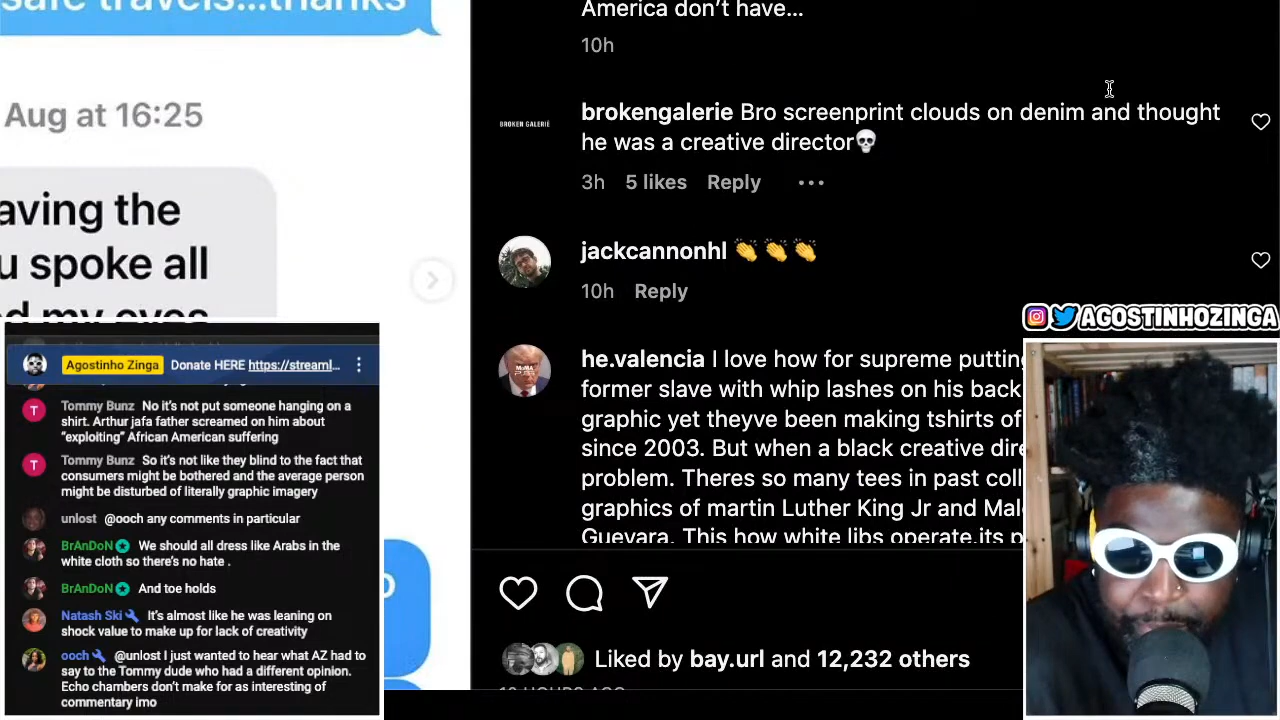 safe travels...thanks
Aug at 16:25
aving the
u spoke all
d my eyes
America don't have...
10h
BROKEN GALERIÉ
brokengalerie Bro screenprint clouds on denim and thought
he was a creative director💀
3h 5 likes Reply ...
jackcannonhl 👏👏👏
10h Reply
he.valencia I love how for supreme putting
former slave with whip lashes on his back
graphic yet theyve been making tshirts of
since 2003. But when a black creative dire
problem. Theres so many tees in past coll
graphics of martin Luther King Jr and Mal
Guevara. This how white libs operate.its p
Liked by bay.url and 12,232 others
10 HOURS AGO
AGOSTINHOZINGA
Agostinho Zinga Donate HERE https://streaml...
Tommy Bunz No it's not put someone hanging on a
shirt. Arthur jafa father screamed on him about
"exploiting" African American suffering
Tommy Bunz So it's not like they blind to the fact that
consumers might be bothered and the average person
might be disturbed of literally graphic imagery
unlost @ooch any comments in particular
BrAnDoN We should all dress like Arabs in the
white cloth so there's no hate .
BrAnDoN And toe holds
Natash Ski It's almost like he was leaning on
shock value to make up for lack of creativity
ooch @unlost I just wanted to hear what AZ had to
say to the Tommy dude who had a different opinion.
Echo chambers don't make for as interesting of
commentary imo